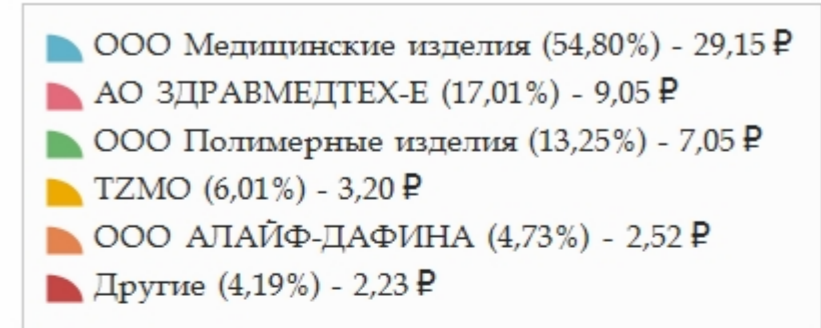 ООО Медицинские изделия (54,80%) - 29,15 ₽
АО ЗДРАВМЕДТЕХ-Е (17,01%) - 9,05 ₽
ООО Полимерные изделия (13,25%) - 7,05 ₽
TZMO (6,01%) - 3,20 ₽
ООО АЛАЙФ-ДАФИНА (4,73%) - 2,52 ₽
Другие (4,19%) - 2,23 ₽